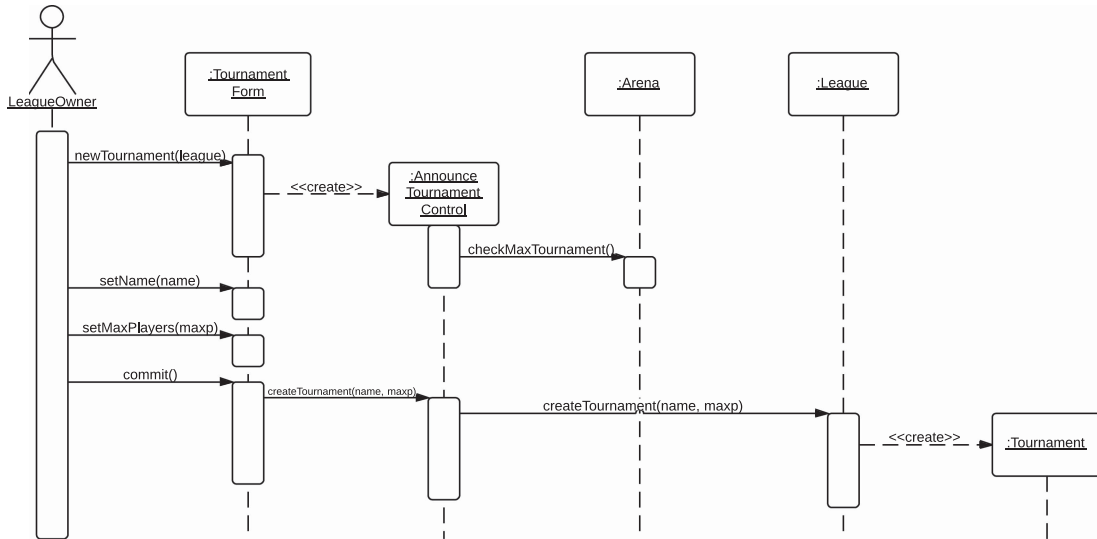 LeagueOwner
:Tournament
Form
:Arena
:League
newTournament(league)
<<create>>
:Announce
Tournament
Control
checkMaxTournament()
setName(name)
setMaxPlayers(maxp)
commit()
createTournament(name, maxp)
createTournament(name, maxp)
<<create>>
:Tournament